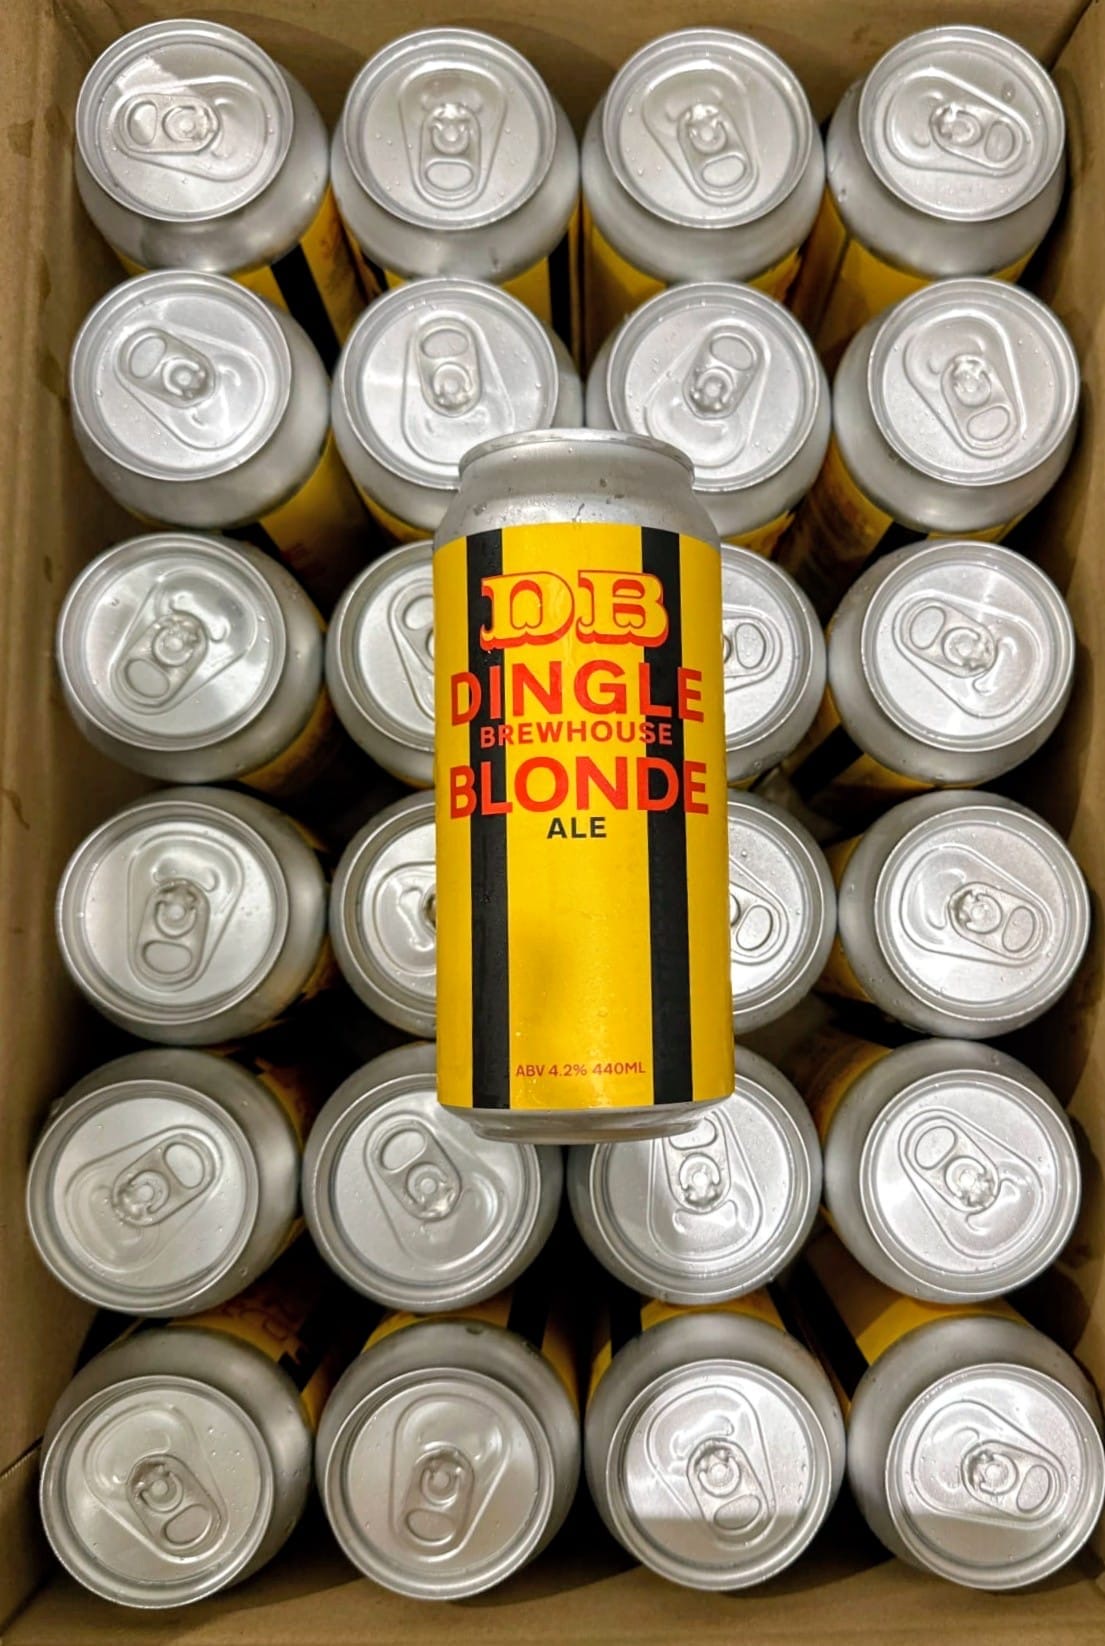 DB
DINGLE
BREWHOUSE
BLONDE
ALE
ABV 4.2% 440ML